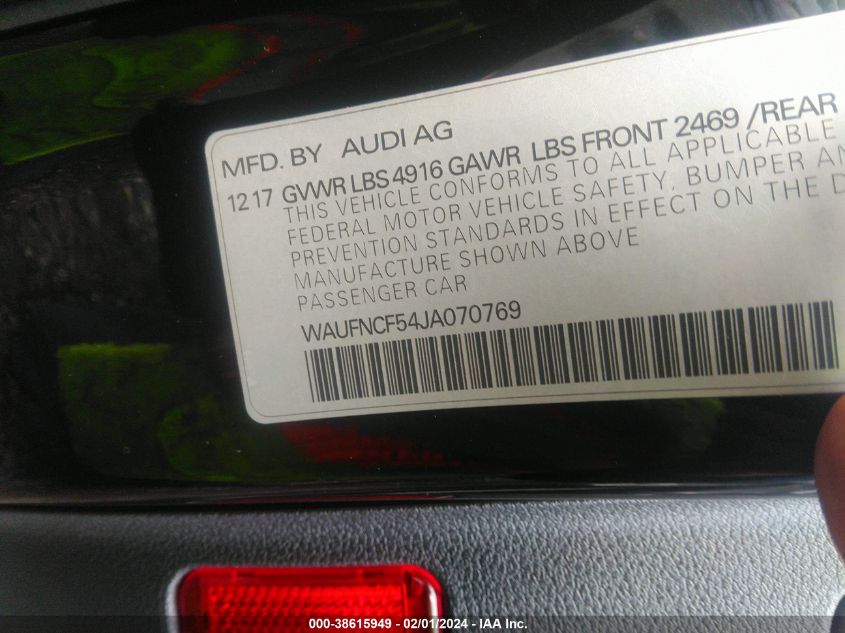 MFD. BY AUDI AG
12 17 GVWR LBS 4916 GAWR LBS FRONT 2469 /REAR
THIS VEHICLE CONFORMS TO ALL APPLICABLE
FEDERAL MOTOR VEHICLE SAFETY, BUMPER
PREVENTION STANDARDS IN EFFECT ON THE
MANUFACTURE SHOWN ABOVE
PASSENGER CAR
WAUFNCF54JA070769
000-38615949 - 02/01/2024 - IAA Inc.